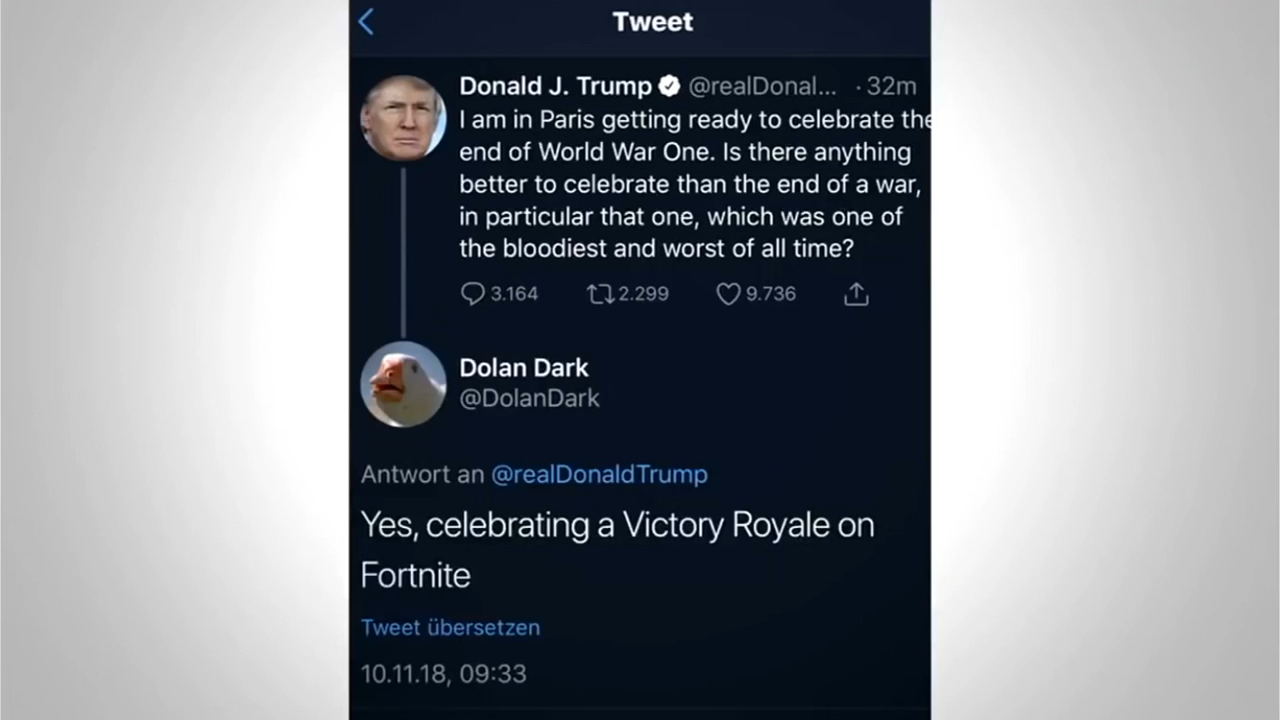 Tweet
Donald J. Trump @realDonal... · 32m
I am in Paris getting ready to celebrate the
end of World War One. Is there anything
better to celebrate than the end of a war,
in particular that one, which was one of
the bloodiest and worst of all time?
3.164 2.299 9.736
Dolan Dark
@DolanDark
Antwort an @realDonaldTrump
Yes, celebrating a Victory Royale on
Fortnite
Tweet übersetzen
10.11.18, 09:33